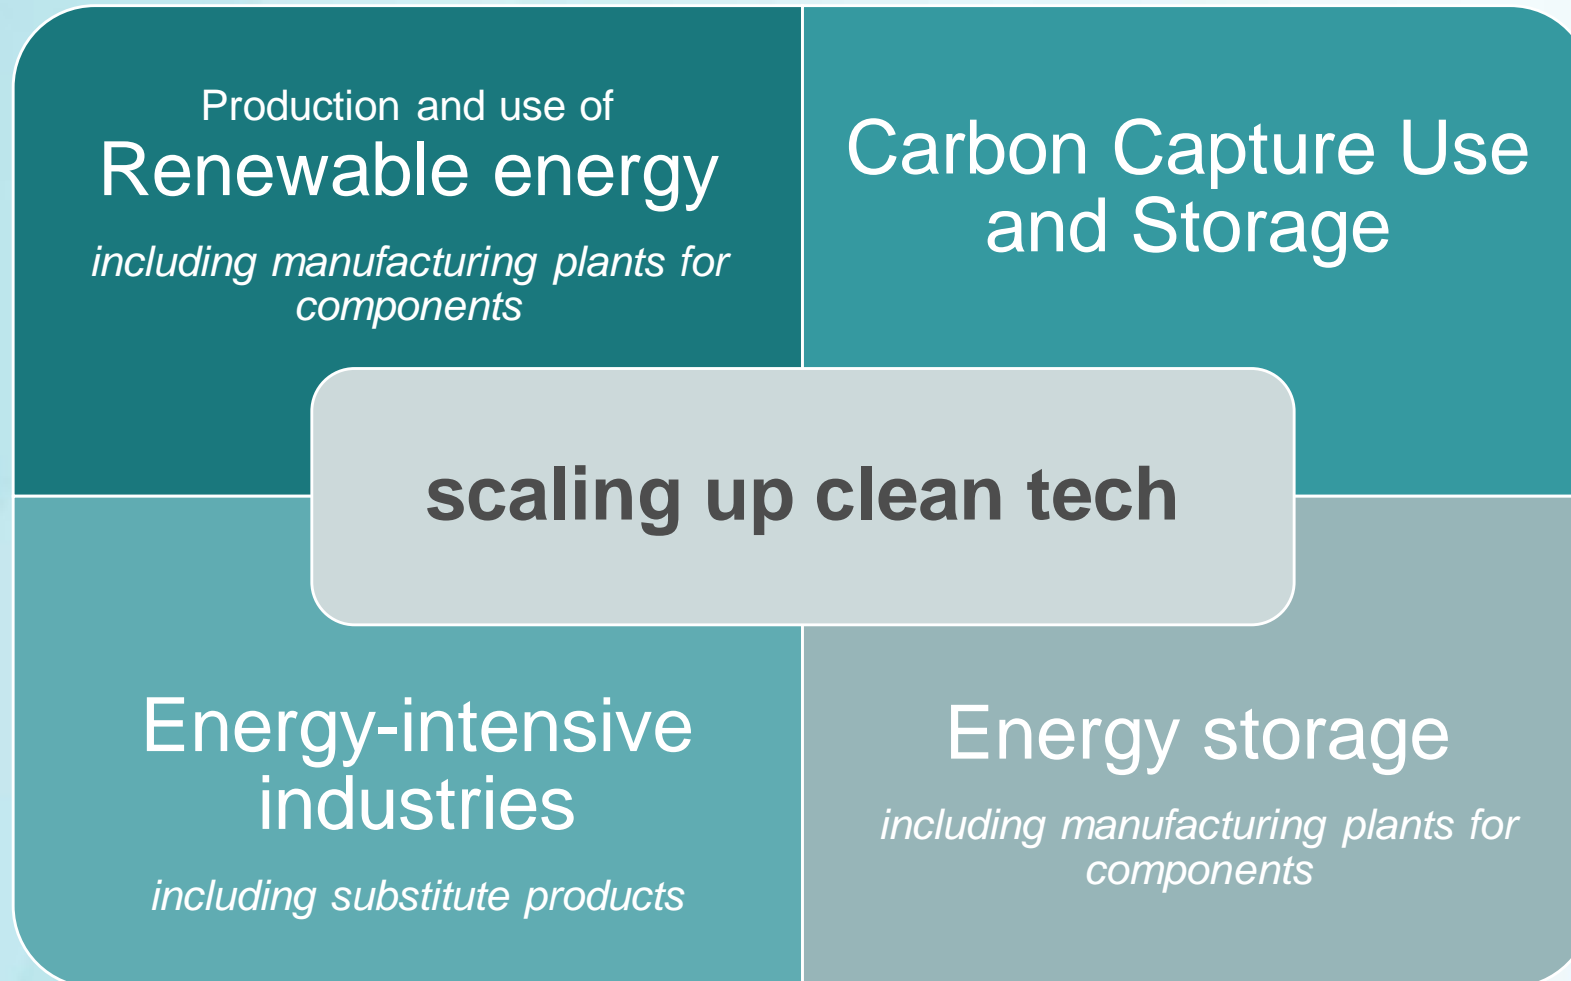 Production and use of
Renewable energy
including manufacturing plants for
components
Carbon Capture Use
and Storage
scaling up clean tech
Energy-intensive
industries
including substitute products
Energy storage
including manufacturing plants for
components